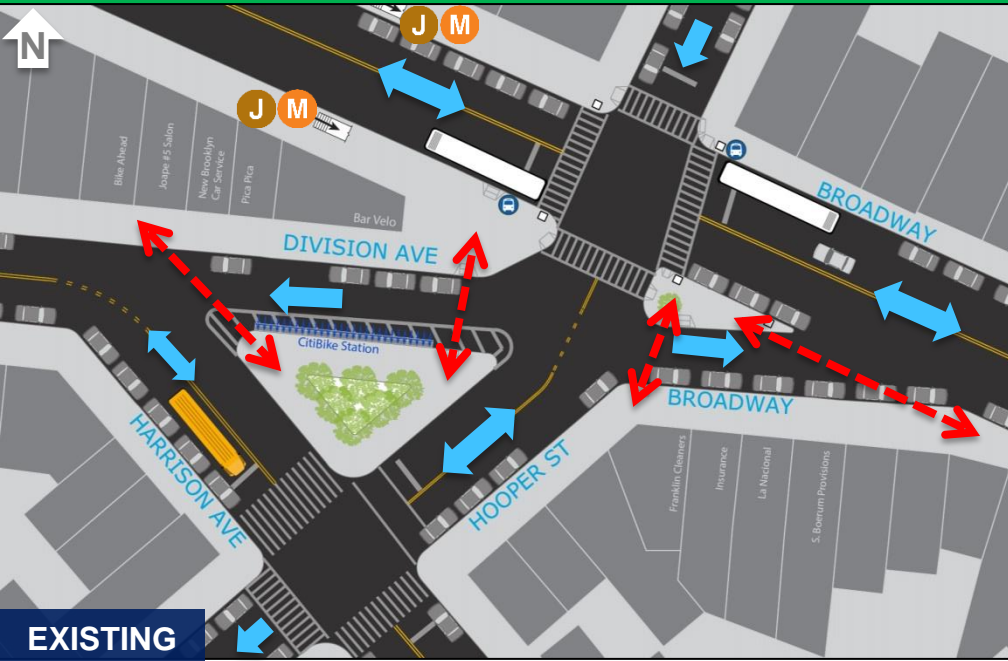 N
J M
J M
Bike Ahead
Joape #5 Salon
New Brooklyn
Car Service
Pica Pica
Bar Velo
BROADWAY
DIVISION AVE
CitiBike Station
BROADWAY
HARRISON AVE
HOOPER ST
Franklin Cleaners
Insurance
La Nacional
S. Boerum Provisions
EXISTING